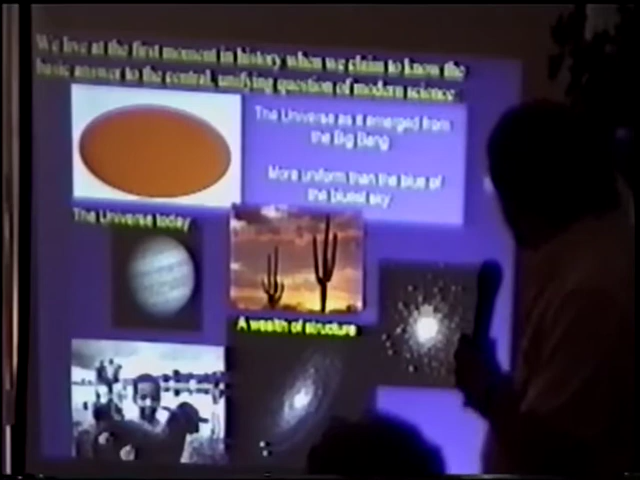 We live at the first moment in history when we claim to know the
basic answer to the central, unifying question of modern science
The Universe as it emerged from
the Big Bang
More uniform than the blue of
the bluest sky
The Universe today
A wealth of structure